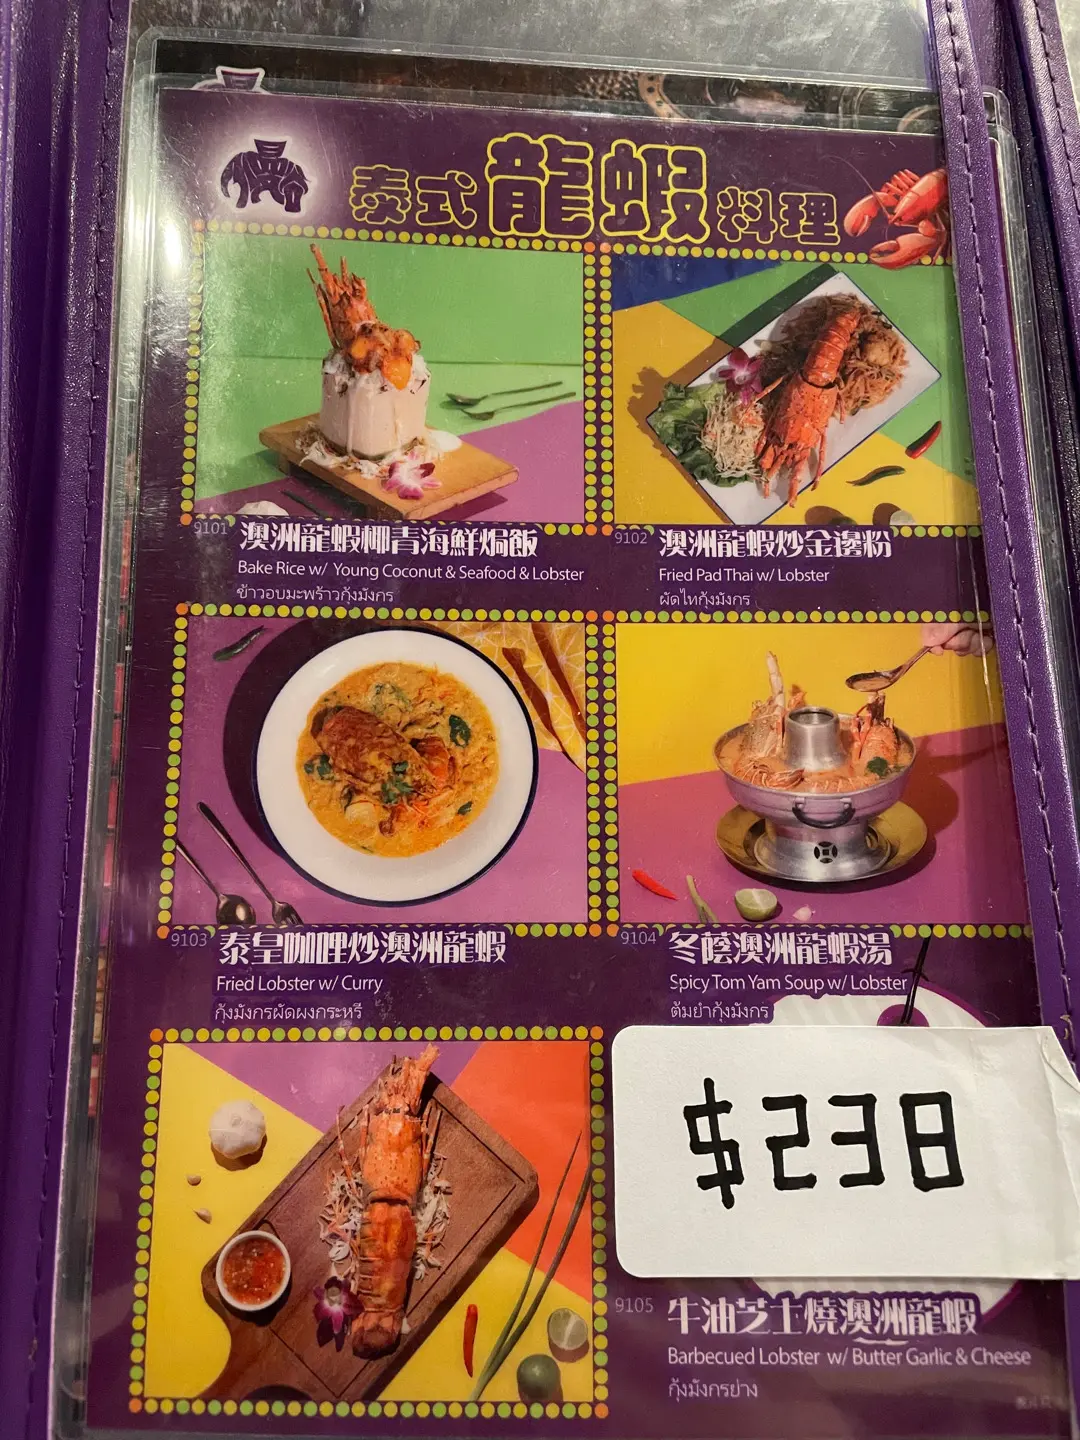 泰式龍蝦料理
9101 澳洲龍蝦椰青海鮮焗飯
Bake Rice w/ Young Coconut & Seafood & Lobster
ข้าวอบมะพร้าวกุ้งมังกร
9102 澳洲龍蝦炒金邊粉
Fried Pad Thai w/ Lobster
ผัดไทกุ้งมังกร
9103 泰皇咖喱炒澳洲龍蝦
Fried Lobster w/ Curry
กุ้งมังกรผัดผงกระหรี่
9104 冬蔭澳洲龍蝦湯
Spicy Tom Yam Soup w/ Lobster
ต้มยำกุ้งมังกร
$238
9105 牛油芝士燒澳洲龍蝦
Barbecued Lobster w/ Butter Garlic & Cheese
กุ้งมังกรย่าง